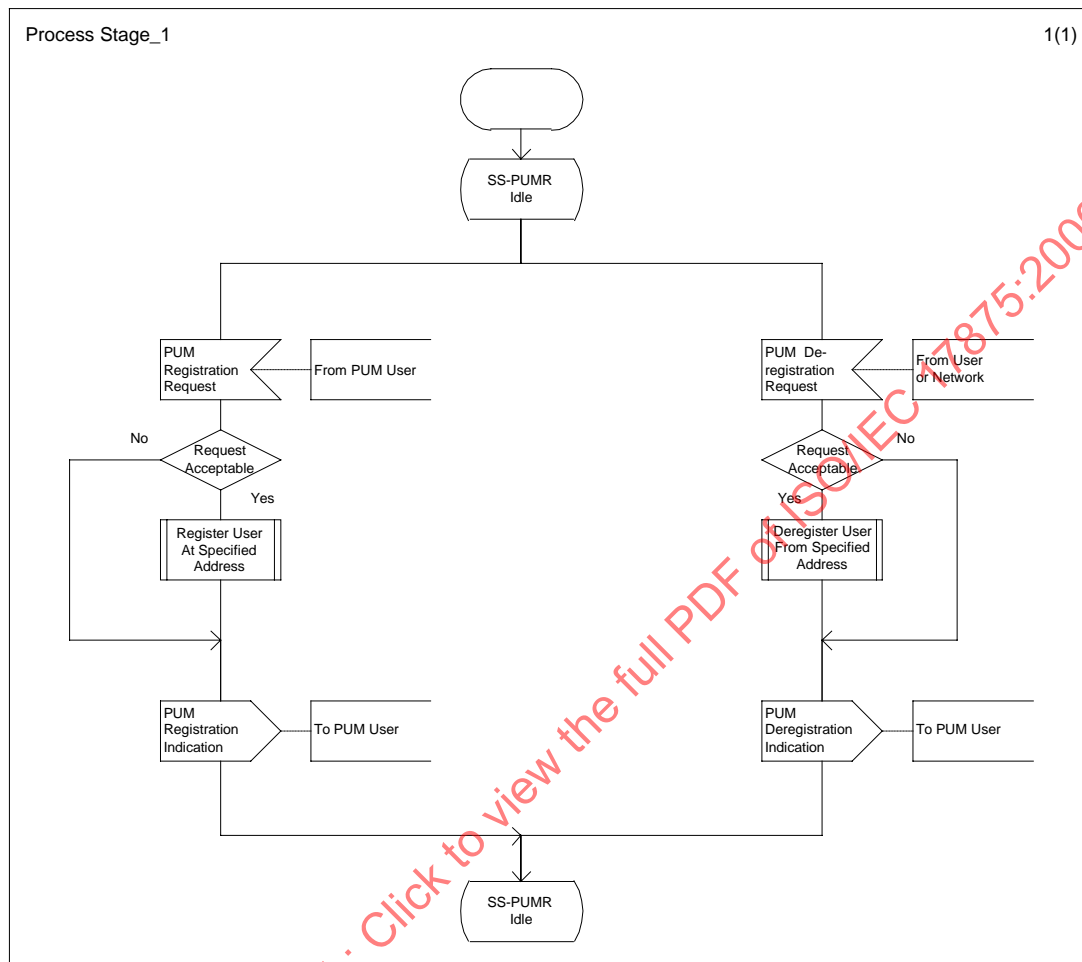 Process Stage_1
1(1)
SS-PUMR
Idle
PUM
Registration
Request
From PUM User
PUM De-
registration
Request
From User
or Network
No
Request
Acceptable
Yes
Request
Acceptable
No
Yes
Register User
At Specified
Address
Deregister User
From Specified
Address
PUM
Registration
Indication
To PUM User
PUM
Deregistration
Indication
To PUM User
SS-PUMR
Idle
: Click to view the full PDF of ISO/IEC 17875:200